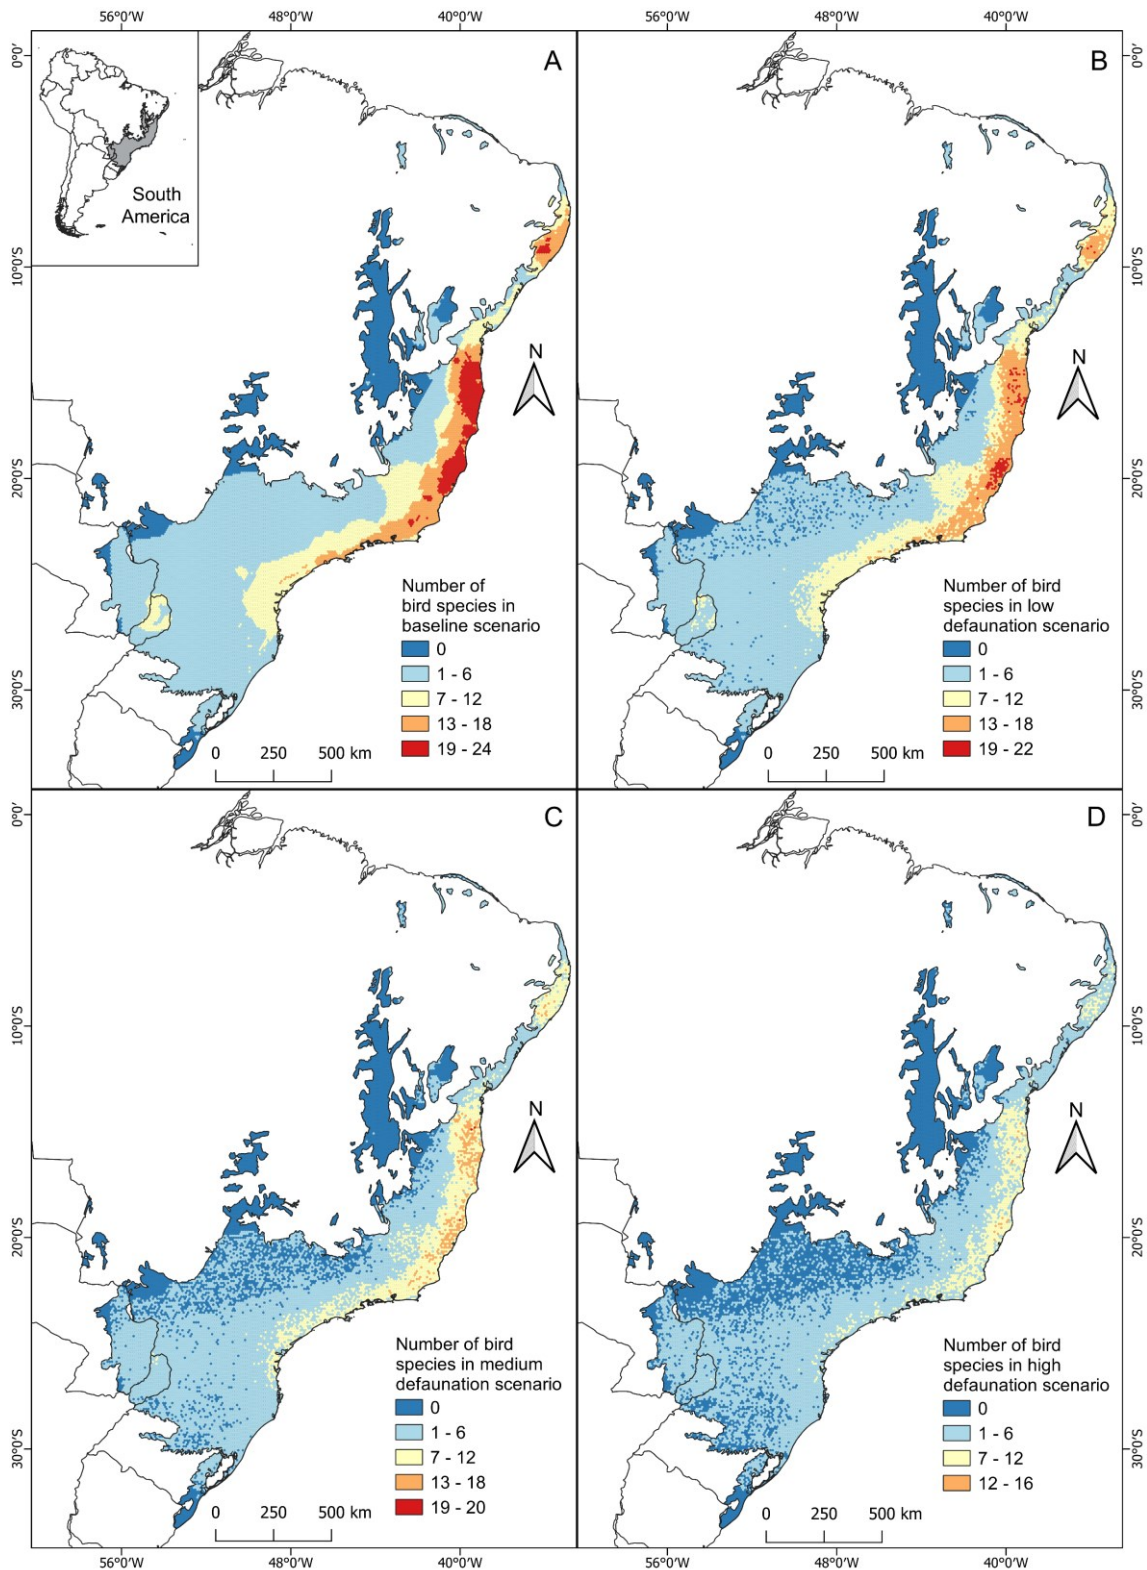 56°0'W 48°0'W 40°0'W 48°0'W 40°0'W
0°0'
10°0'S
20°0'S
30°0'S
A
South
America
N
Number of
bird species in
baseline scenario
0
1 - 6
7 - 12
13 - 18
19 - 24
0 250 500 km
B
0°0'
10°0'S
20°0'S
30°0'S
N
Number of bird
species in low
defaunation scenario
0
1 - 6
7 - 12
13 - 18
19 - 22
0 250 500 km
0°0'
10°0'S
20°0'S
30°0'S
C
N
Number of bird
species in medium
defaunation scenario
0
1 - 6
7 - 12
13 - 18
19 - 20
0 250 500 km
D
0°0'
10°0'S
20°0'S
30°0'S
N
Number of bird
species in high
defaunation scenario
0
1 - 6
7 - 12
12 - 16
0 250 500 km
56°0'W 48°0'W 40°0'W 56°0'W 48°0'W 40°0'W